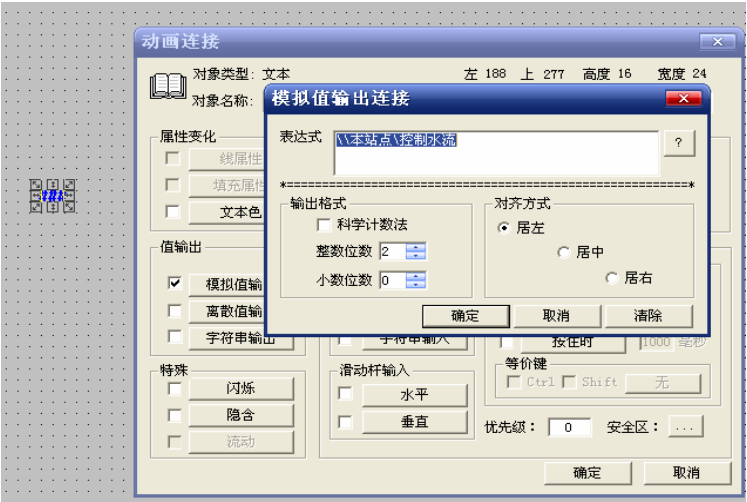 动画连接
对象类型: 文本 左 188 上 277 高度 16 宽度 24
对象名称:
模拟值输出连接
表达式 \\本站点\控制水流 ?
属性变化
线属性
填充属性
文本色
输出格式
科学计数法
整数位数 2
小数位数 0
对齐方式
居左
居中
居右
确定 取消 清除
值输出
模拟值输
离散值输
字符串输出 字符串输入 按住时 1000 毫秒
等价键
Ctrl Shift 无
特殊
闪烁
隐含
流动
滑动杆输入
水平
垂直
优先级: 0 安全区: ...
确定 取消